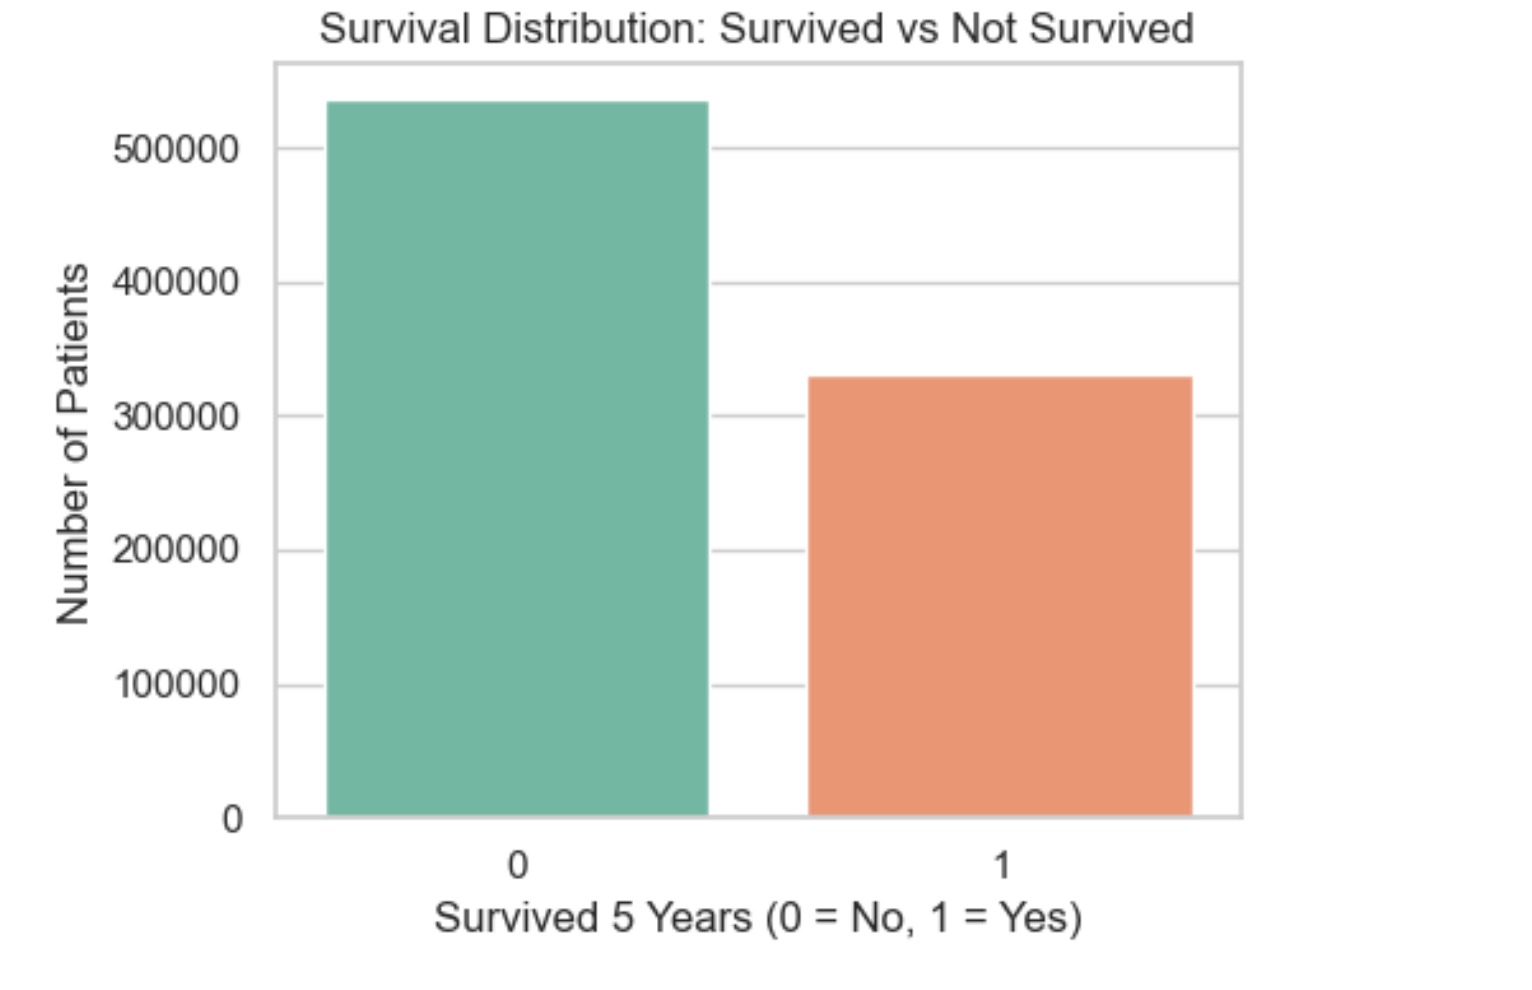 Survival Distribution: Survived vs Not Survived
500000
400000
300000
200000
100000
0
Number of Patients
0 1
Survived 5 Years (0 = No, 1 = Yes)